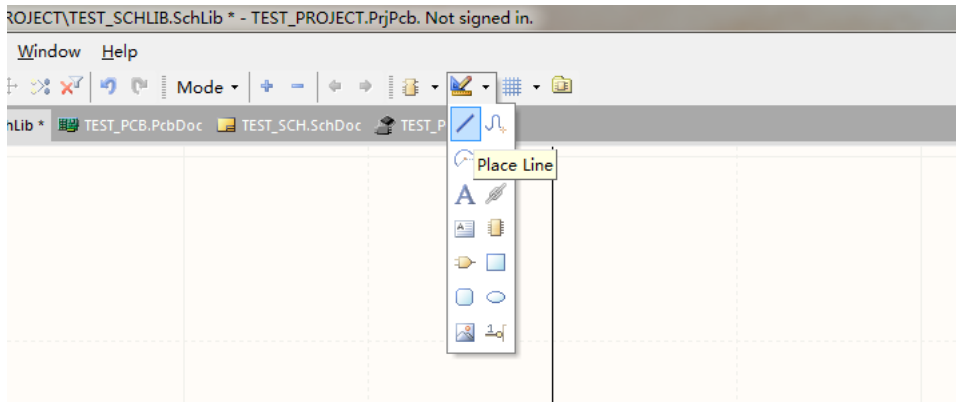 ROJECT\TEST_SCHLIB.SchLib * - TEST_PROJECT.PrjPcb. Not signed in.
Window Help
Mode
hLib * TEST_PCB.PcbDoc TEST_SCH.SchDoc TEST_P
Place Line